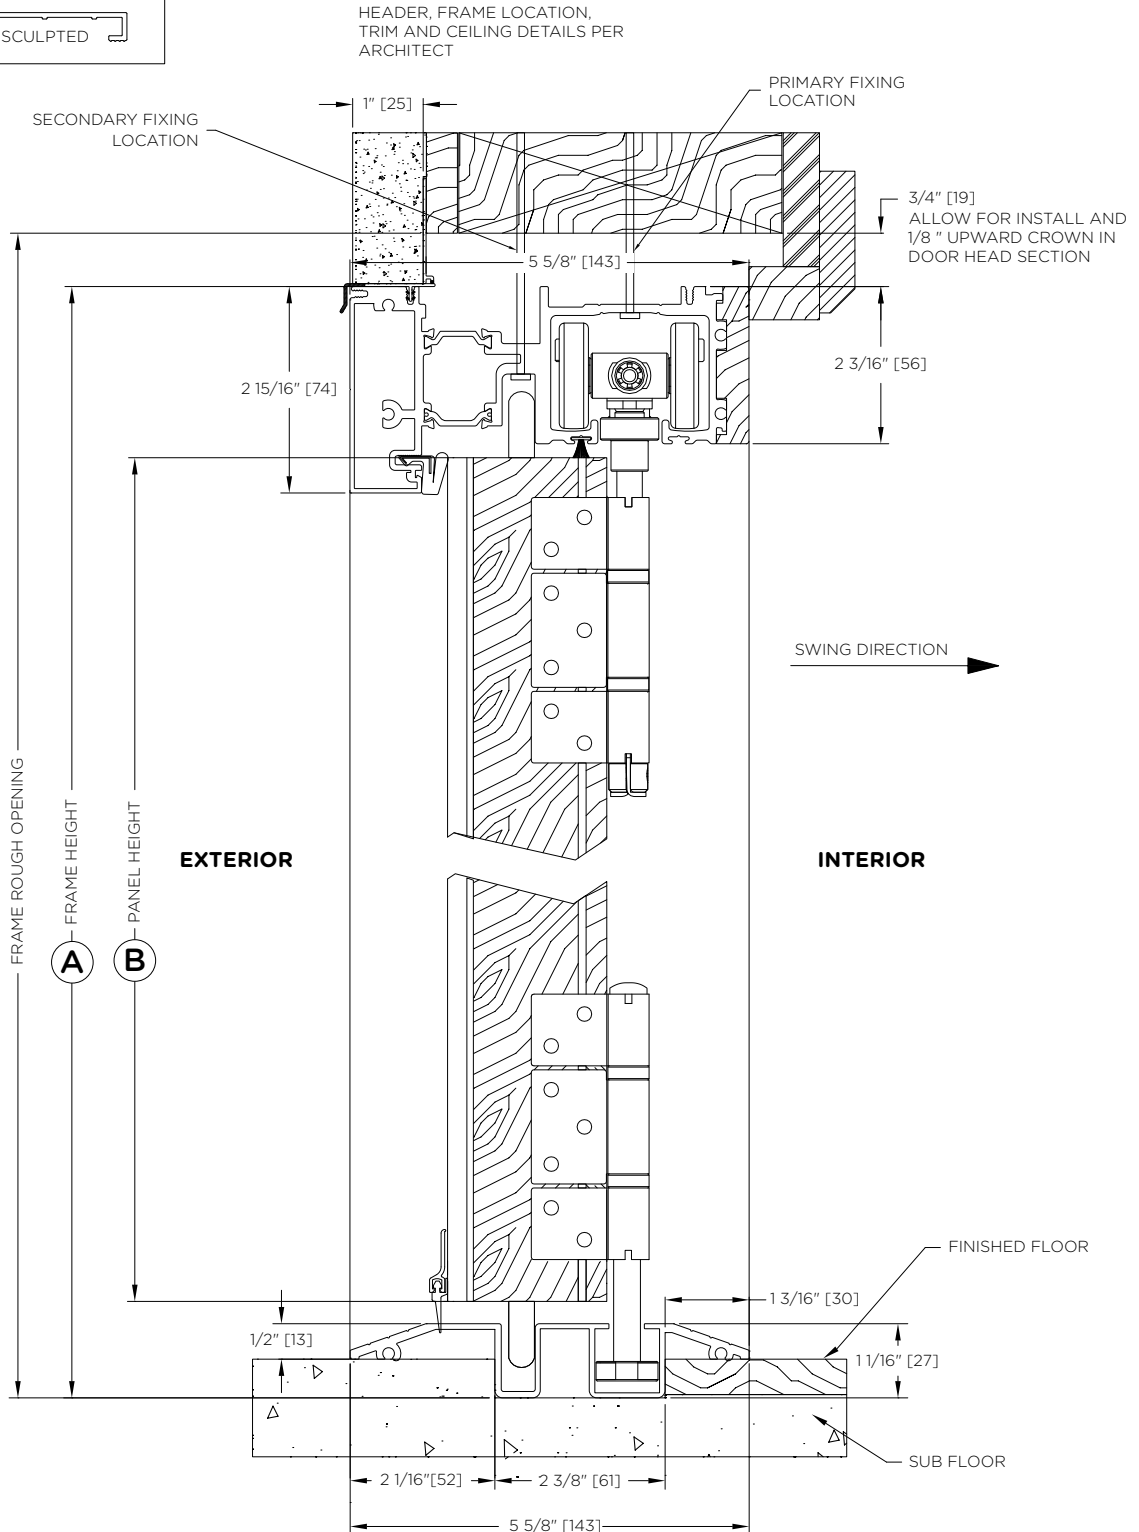 SCULPTED
HEADER, FRAME LOCATION,
TRIM AND CEILING DETAILS PER
ARCHITECT
1" [25]
PRIMARY FIXING
LOCATION
SECONDARY FIXING
LOCATION
3/4" [19]
ALLOW FOR INSTALL AND
1/8 " UPWARD CROWN IN
DOOR HEAD SECTION
5 5/8" [143]
2 15/16" [74]
2 3/16" [56]
SWING DIRECTION
FRAME ROUGH OPENING
FRAME HEIGHT
PANEL HEIGHT
EXTERIOR
INTERIOR
A
B
FINISHED FLOOR
1 3/16" [30]
1/2" [13]
1 1/16" [27]
SUB FLOOR
2 1/16"[52]
2 3/8" [61]
5 5/8" [143]